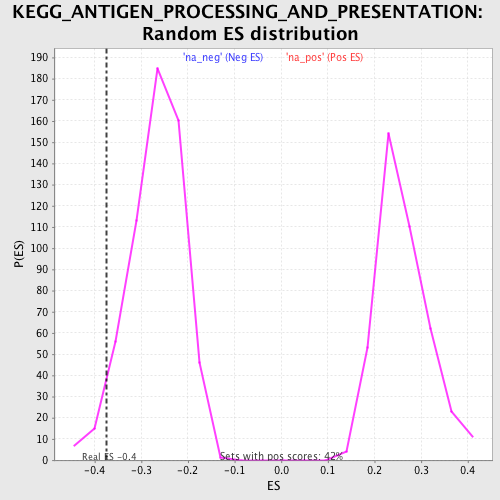 KEGG_ANTIGEN_PROCESSING_AND_PRESENTATION:
Random ES distribution
'na_neg' (Neg ES) 'na_pos' (Pos ES)
190
180
170
160
150
140
130
120
110
100
90
80
70
60
50
40
30
20
10
0
P(ES)
Real ES -0.4
Sets with pos scores: 42%
-0.4 -0.3 -0.2 -0.1 0.0 0.1 0.2 0.3 0.4
ES